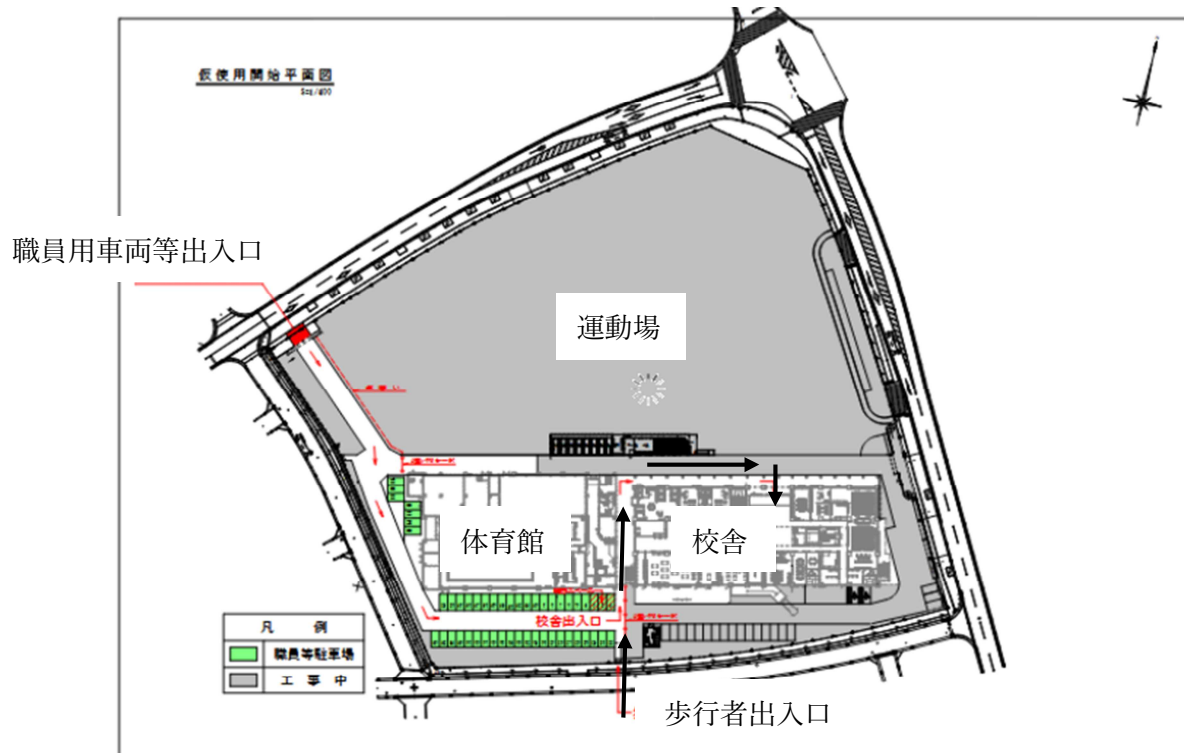 仮使用開始平面図
職員用車両等出入口
運動場
体育館
校舎
校舎出入口
凡 例
職員等駐車場
工 事 中
歩行者出入口